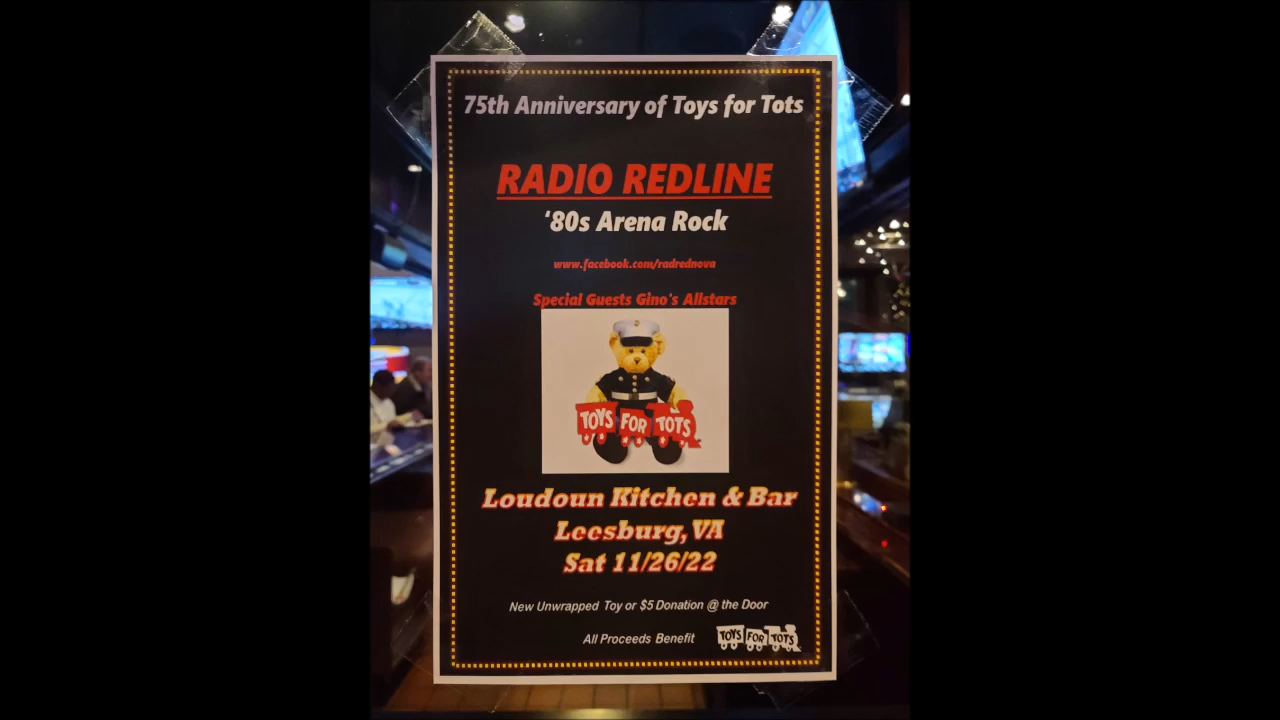 75th Anniversary of Toys for Tots
RADIO REDLINE
'80s Arena Rock
www.facebook.com/radrednova
Special Guests Gino's Allstars
TOYS FOR TOTS
Loudoun Kitchen & Bar
Leesburg, VA
Sat 11/26/22
New Unwrapped Toy or $5 Donation @ the Door
All Proceeds Benefit TOYS FOR TOTS